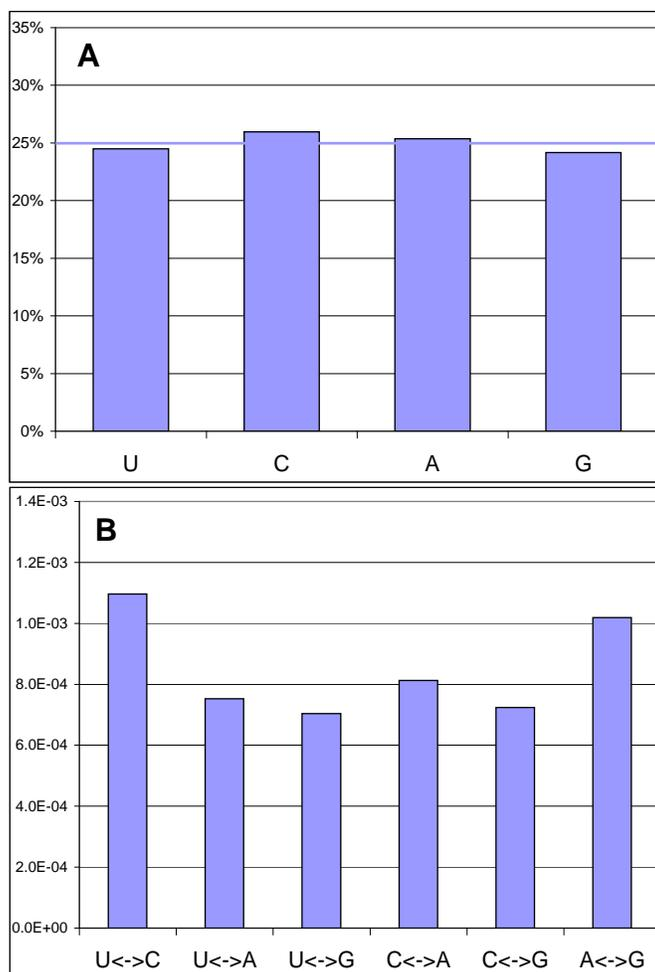 35%
A
30%
25%
20%
15%
10%
5%
0%
U C A G
1.4E-03
B
1.2E-03
1.0E-03
8.0E-04
6.0E-04
4.0E-04
2.0E-04
0.0E+00
U<->C U<->A U<->G C<->A C<->G A<->G